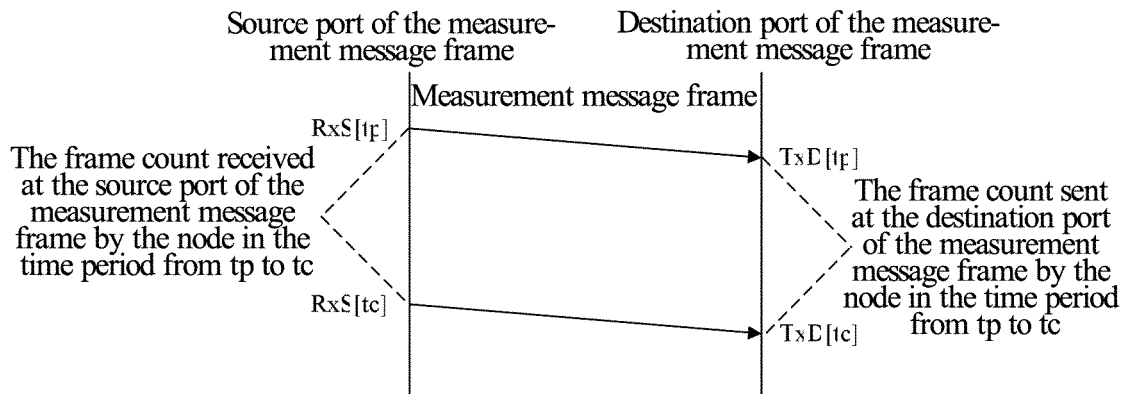 Source port of the measure-
ment message frame
Destination port of the measure-
ment message frame
Measurement message frame
RxS[tp]
TxD[tp]
The frame count received
at the source port of the
measurement message
frame by the node in the
time period from tp to tc
The frame count sent
at the destination port
of the measurement
message frame by the
node in the time period
from tp to tc
RxS[tc]
TxD[tc]